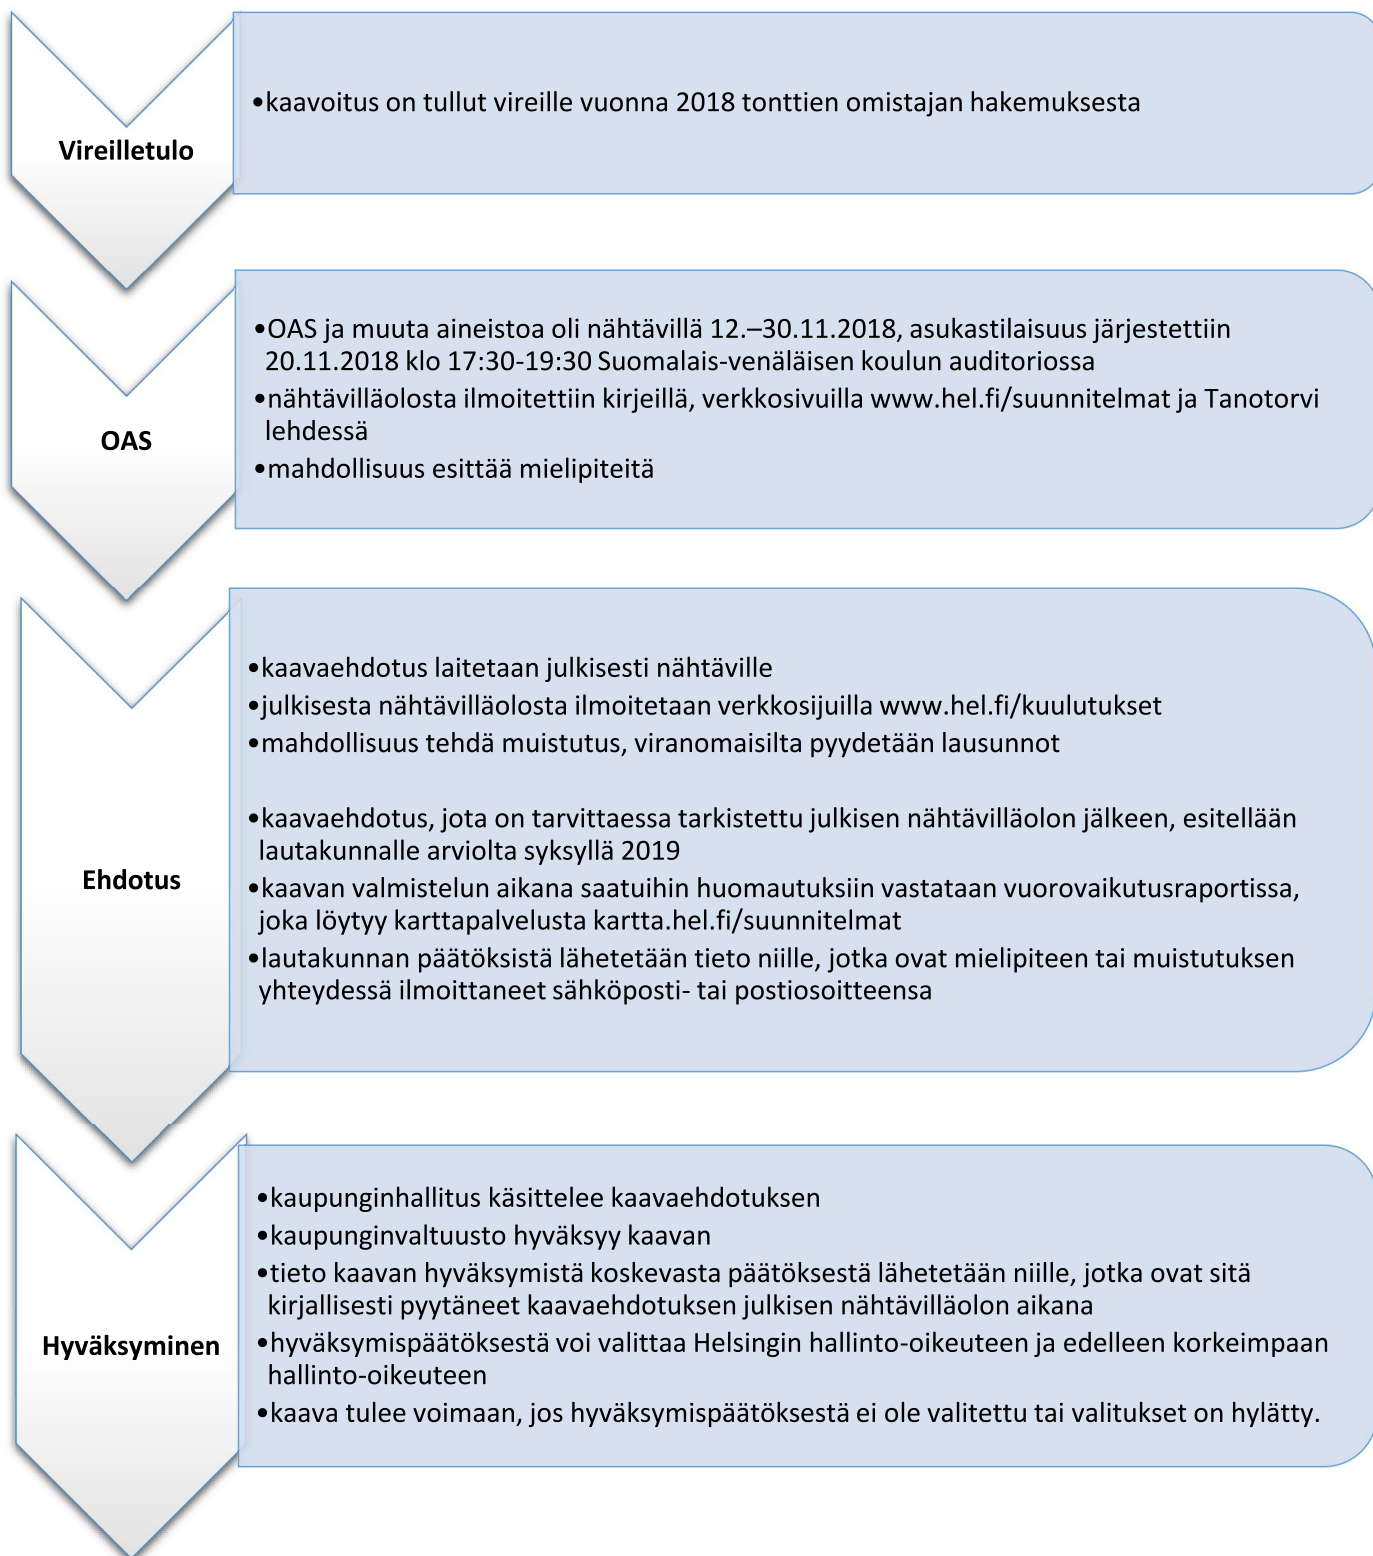 Vireilletulo
•kaavoitus on tullut vireille vuonna 2018 tonttien omistajan hakemuksesta
OAS
•OAS ja muuta aineistoa oli nähtävillä 12.–30.11.2018, asukastilaisuus järjestettiin
20.11.2018 klo 17:30-19:30 Suomalais-venäläisen koulun auditoriossa
•nähtävilläolosta ilmoitettiin kirjeillä, verkkosivuilla www.hel.fi/suunnitelmat ja Tanotorvi
lehdessä
•mahdollisuus esittää mielipiteitä
Ehdotus
•kaavaehdotus laitetaan julkisesti nähtäville
•julkisesta nähtävilläolosta ilmoitetaan verkkosijuilla www.hel.fi/kuulutukset
•mahdollisuus tehdä muistutus, viranomaisilta pyydetään lausunnot
•kaavaehdotus, jota on tarvittaessa tarkistettu julkisen nähtävilläolon jälkeen, esitellään
lautakunnalle arviolta syksyllä 2019
•kaavan valmistelun aikana saatuihin huomautuksiin vastataan vuorovaikutusraportissa,
joka löytyy karttapalvelusta kartta.hel.fi/suunnitelmat
•lautakunnan päätöksistä lähetetään tieto niille, jotka ovat mielipiteen tai muistutuksen
yhteydessä ilmoittaneet sähköposti- tai postiosoitteensa
Hyväksyminen
•kaupunginhallitus käsittelee kaavaehdotuksen
•kaupunginvaltuusto hyväksyy kaavan
•tieto kaavan hyväksymistä koskevasta päätöksestä lähetetään niille, jotka ovat sitä
kirjallisesti pyytäneet kaavaehdotuksen julkisen nähtävilläolon aikana
•hyväksymispäätöksestä voi valittaa Helsingin hallinto-oikeuteen ja edelleen korkeimpaan
hallinto-oikeuteen
•kaava tulee voimaan, jos hyväksymispäätöksestä ei ole valitettu tai valitukset on hylätty.